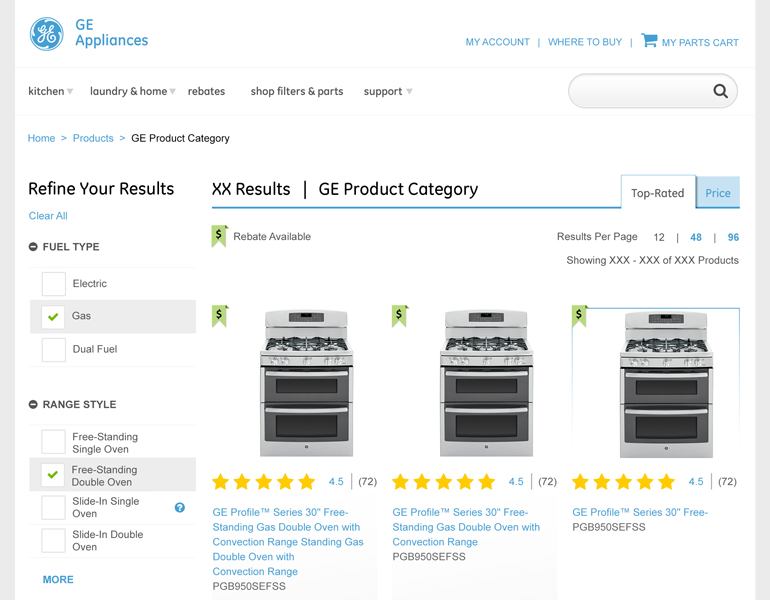 GE
Appliances
MY ACCOUNT | WHERE TO BUY | MY PARTS CART
kitchen laundry & home rebates shop filters & parts support
Home > Products > GE Product Category
Refine Your Results
Clear All
XX Results | GE Product Category
Top-Rated Price
$ Rebate Available
Results Per Page 12 | 48 | 96
Showing XXX - XXX of XXX Products
FUEL TYPE
Electric
Gas
Dual Fuel
RANGE STYLE
Free-Standing
Single Oven
Free-Standing
Double Oven
Slide-In Single
Oven
?
Slide-In Double
Oven
MORE
$
4.5 | (72)
GE Profile™ Series 30" Free-
Standing Gas Double Oven with
Convection Range Standing Gas
Double Oven with
Convection Range
PGB950SEFSS
$
4.5 | (72)
GE Profile™ Series 30" Free-
Standing Gas Double Oven with
Convection Range
PGB950SEFSS
$
4.5 | (72)
GE Profile™ Series 30" Free-
PGB950SEFSS